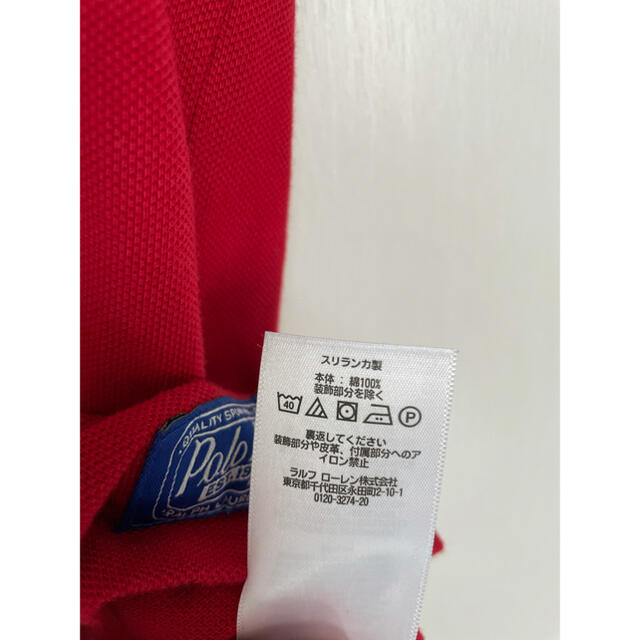 スリランカ製
本体 : 綿100%
装飾部分を除く
40
P
裏返してください
装飾部分や皮革、付属部分へのア
イロン禁止
ラルフ ローレン株式会社
東京都千代田区永田町2-10-1
0120-3274-20
QUALITY
Polo
RALPH